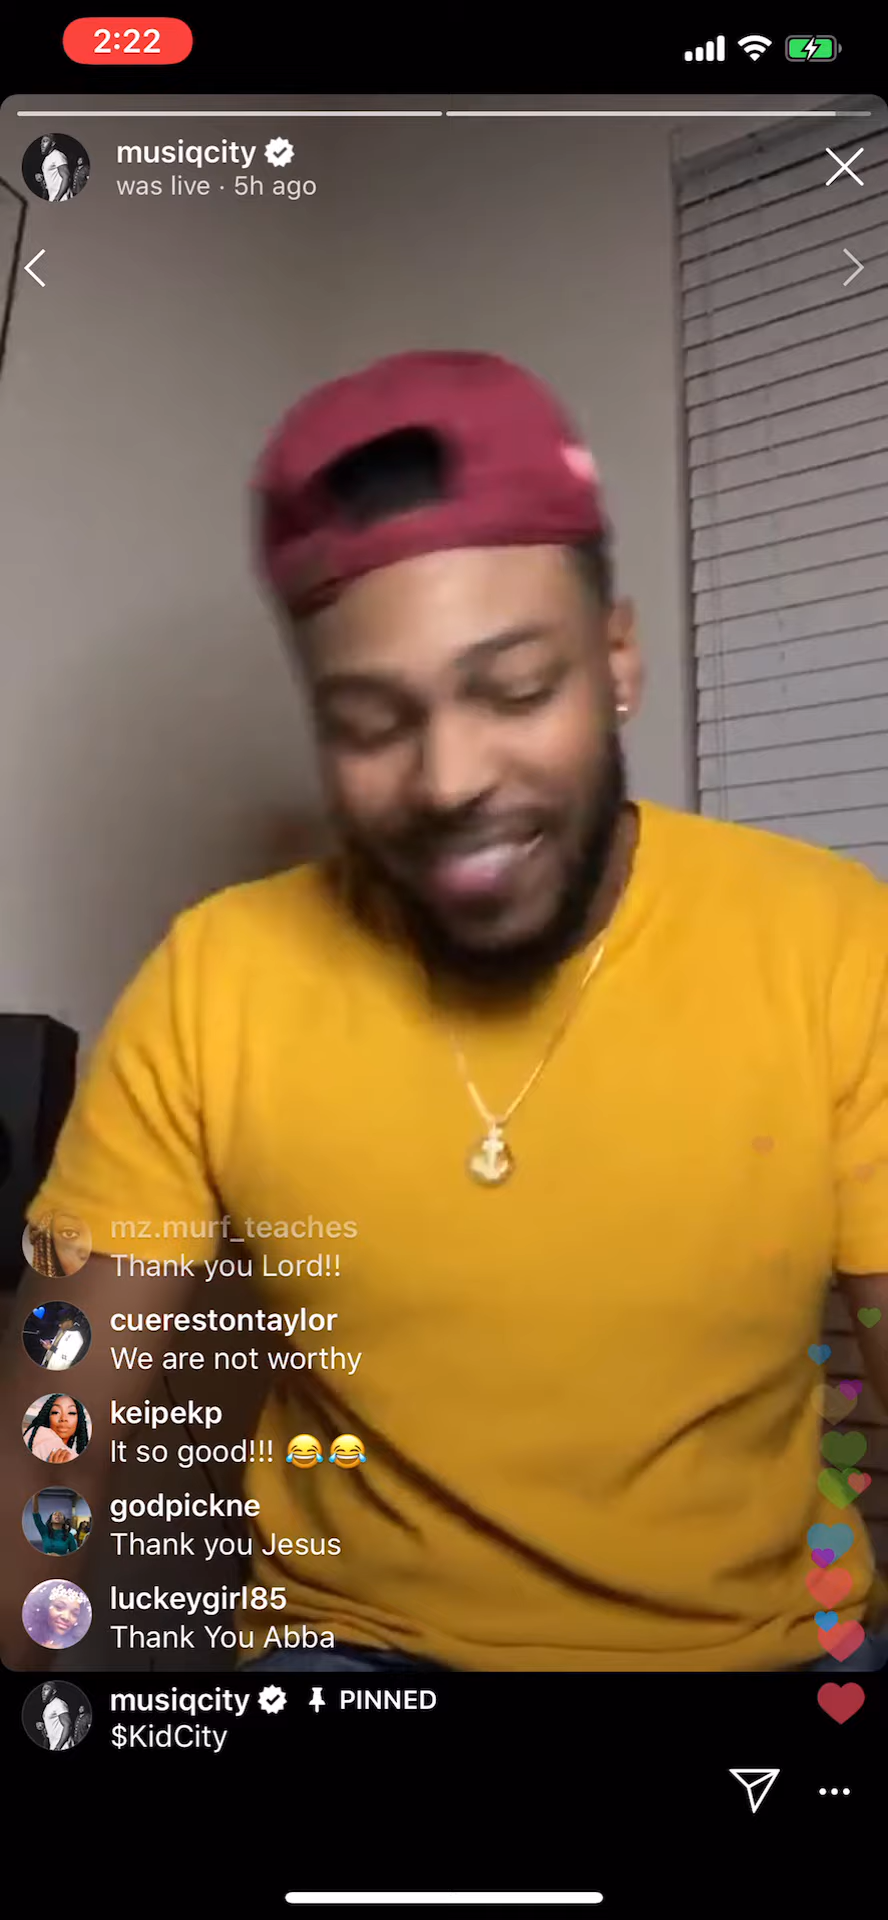 2:22
musiqcity
was live · 5h ago
mz.murf_teaches
Thank you Lord!!
cuerestontaylor
We are not worthy
keipekp
It so good!!! 😂😂
godpickne
Thank you Jesus
luckeygirl85
Thank You Abba
musiqcity PINNED
$KidCity